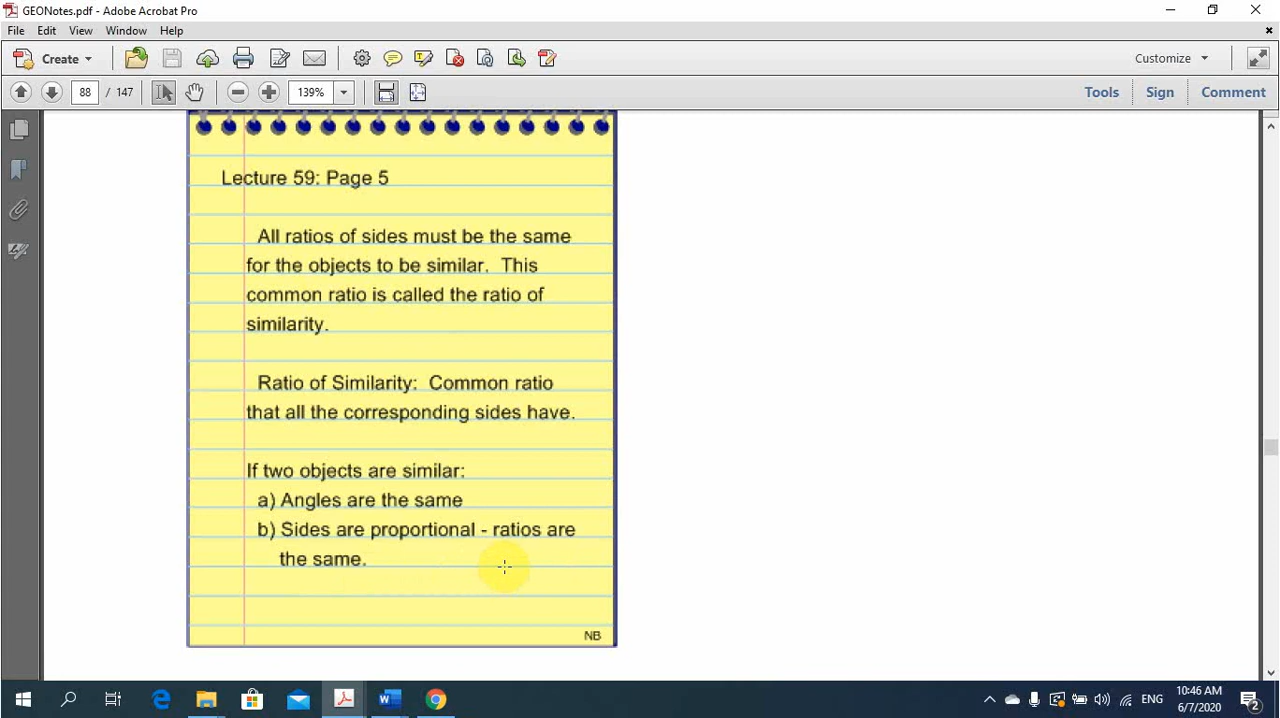 GEONotes.pdf - Adobe Acrobat Pro
File Edit View Window Help
Create Customize
88 / 147 139% Tools Sign Comment
Lecture 59: Page 5
All ratios of sides must be the same
for the objects to be similar. This
common ratio is called the ratio of
similarity.
Ratio of Similarity: Common ratio
that all the corresponding sides have.
If two objects are similar:
a) Angles are the same
b) Sides are proportional - ratios are
the same.
NB
ENG 10:46 AM
6/7/2020 2